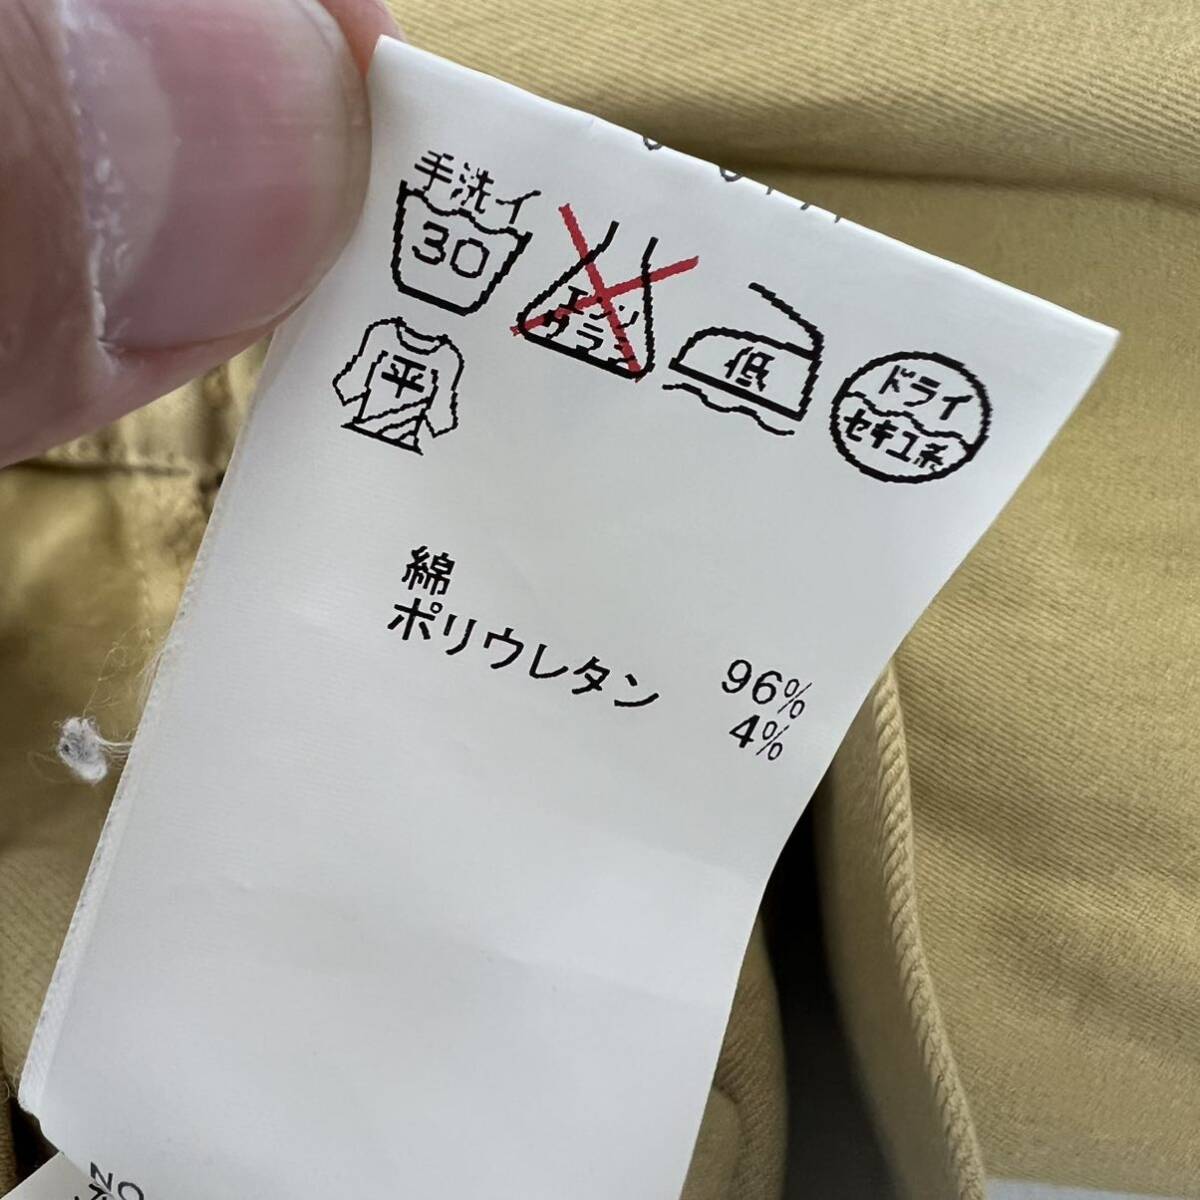 手洗イ
30
エンソ
サラシ
低
ドライ
セキユ系
平
綿 96%
ポリウレタン 4%
NO